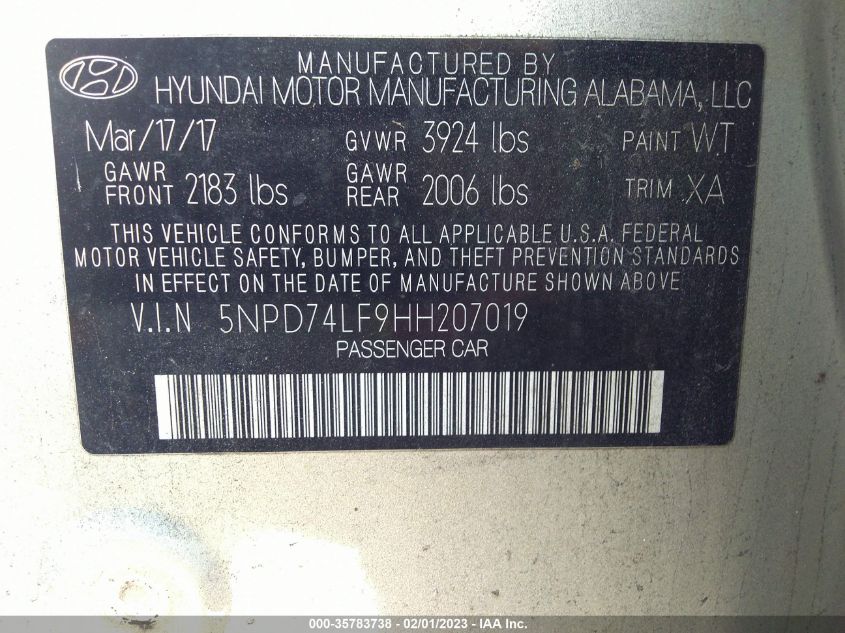 MANUFACTURED BY
HYUNDAI MOTOR MANUFACTURING ALABAMA, LLC
Mar/17/17 GVWR 3924 lbs PAINT WT
GAWR FRONT 2183 lbs GAWR REAR 2006 lbs TRIM XA
THIS VEHICLE CONFORMS TO ALL APPLICABLE U.S.A. FEDERAL
MOTOR VEHICLE SAFETY, BUMPER, AND THEFT PREVENTION STANDARDS
IN EFFECT ON THE DATE OF MANUFACTURE SHOWN ABOVE
V.I.N 5NPD74LF9HH207019
PASSENGER CAR
000-35783738 - 02/01/2023 - IAA Inc.